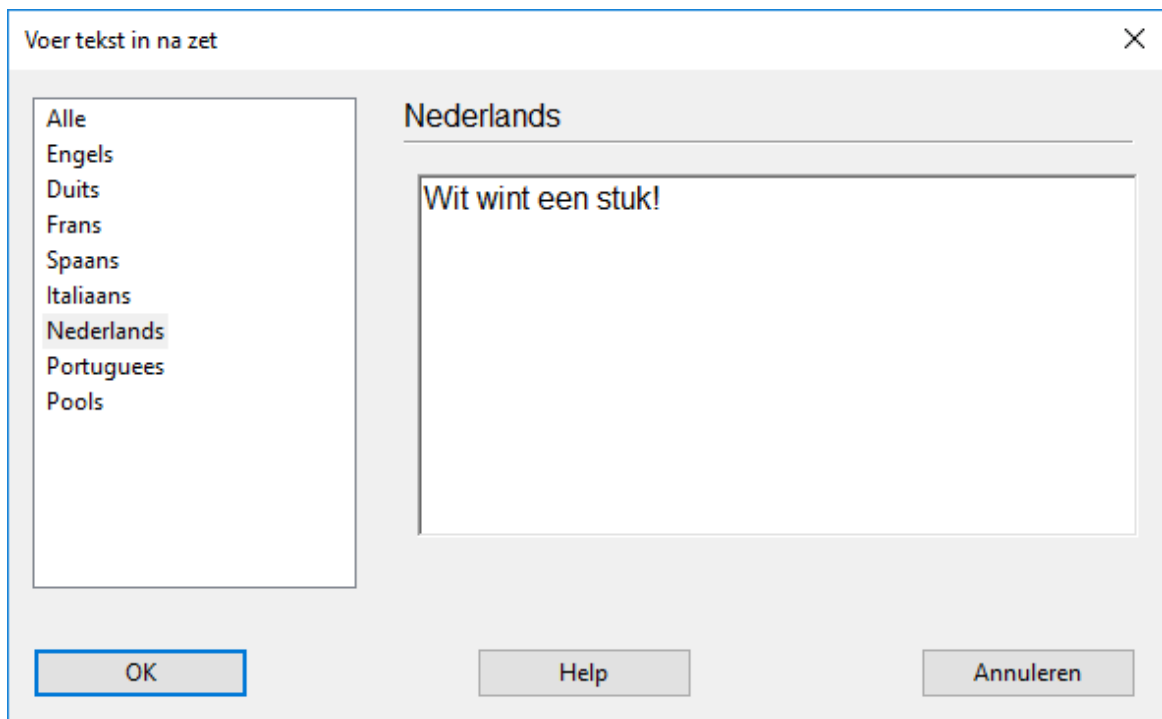 Voer tekst in na zet
Alle
Engels
Duits
Frans
Spaans
Italiaans
Nederlands
Portuguees
Pools
Nederlands
Wit wint een stuk!
OK
Help
Annuleren